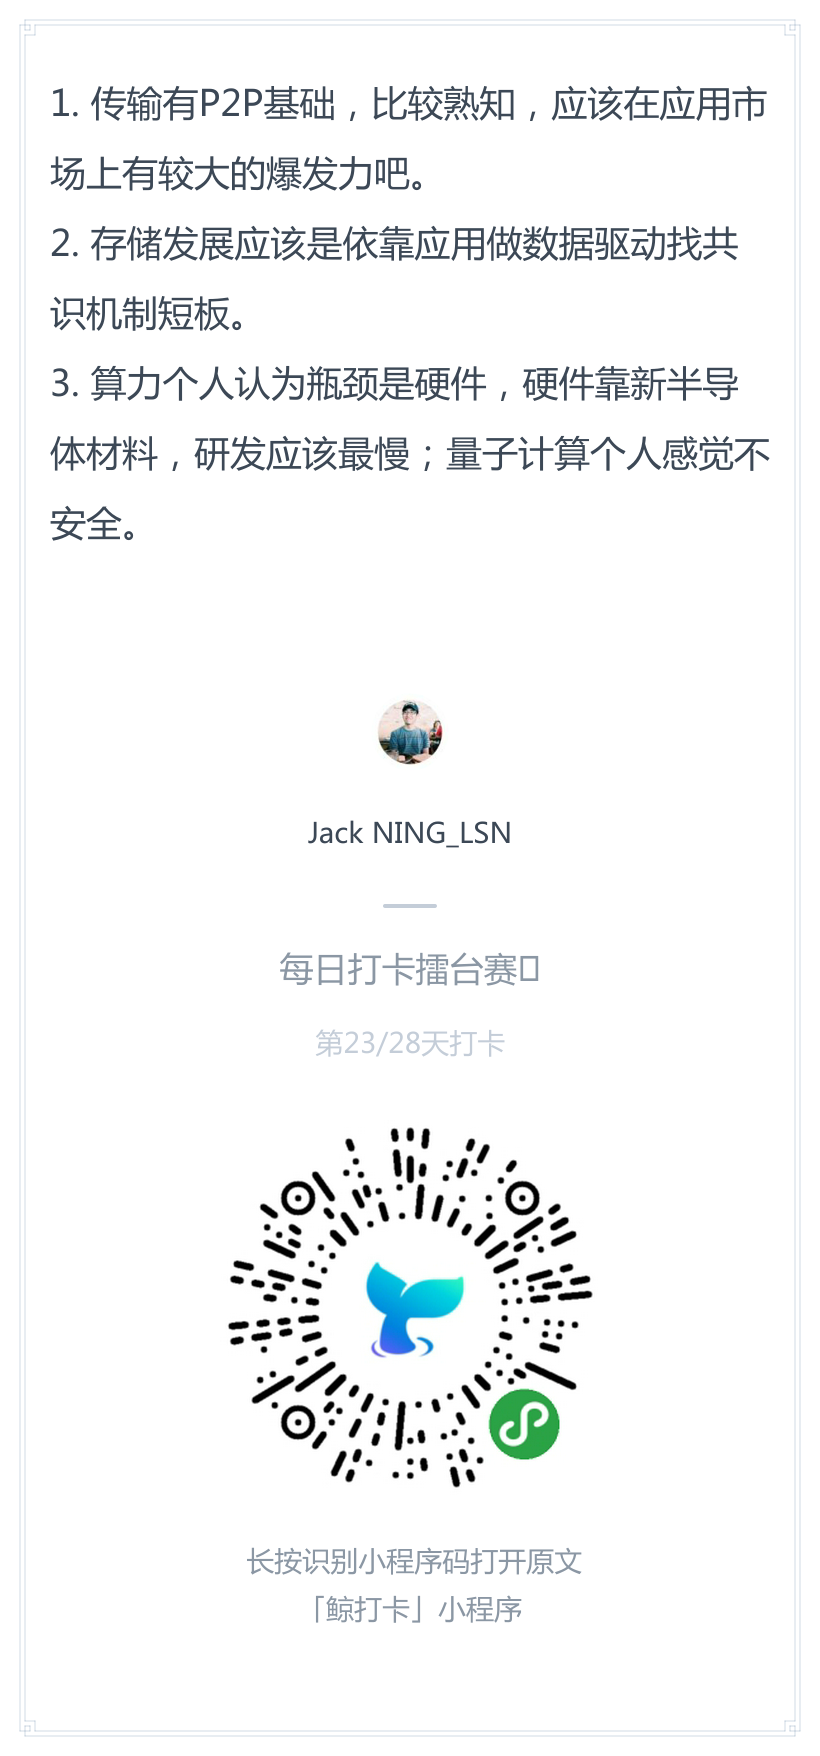 1. 传输有P2P基础，比较熟知，应该在应用市
场上有较大的爆发力吧。
2. 存储发展应该是依靠应用做数据驱动找共
识机制短板。
3. 算力个人认为瓶颈是硬件，硬件靠新半导
体材料，研发应该最慢；量子计算个人感觉不
安全。
Jack NING_LSN
每日打卡擂台赛
第23/28天打卡
长按识别小程序码打开原文
「鲸打卡」小程序